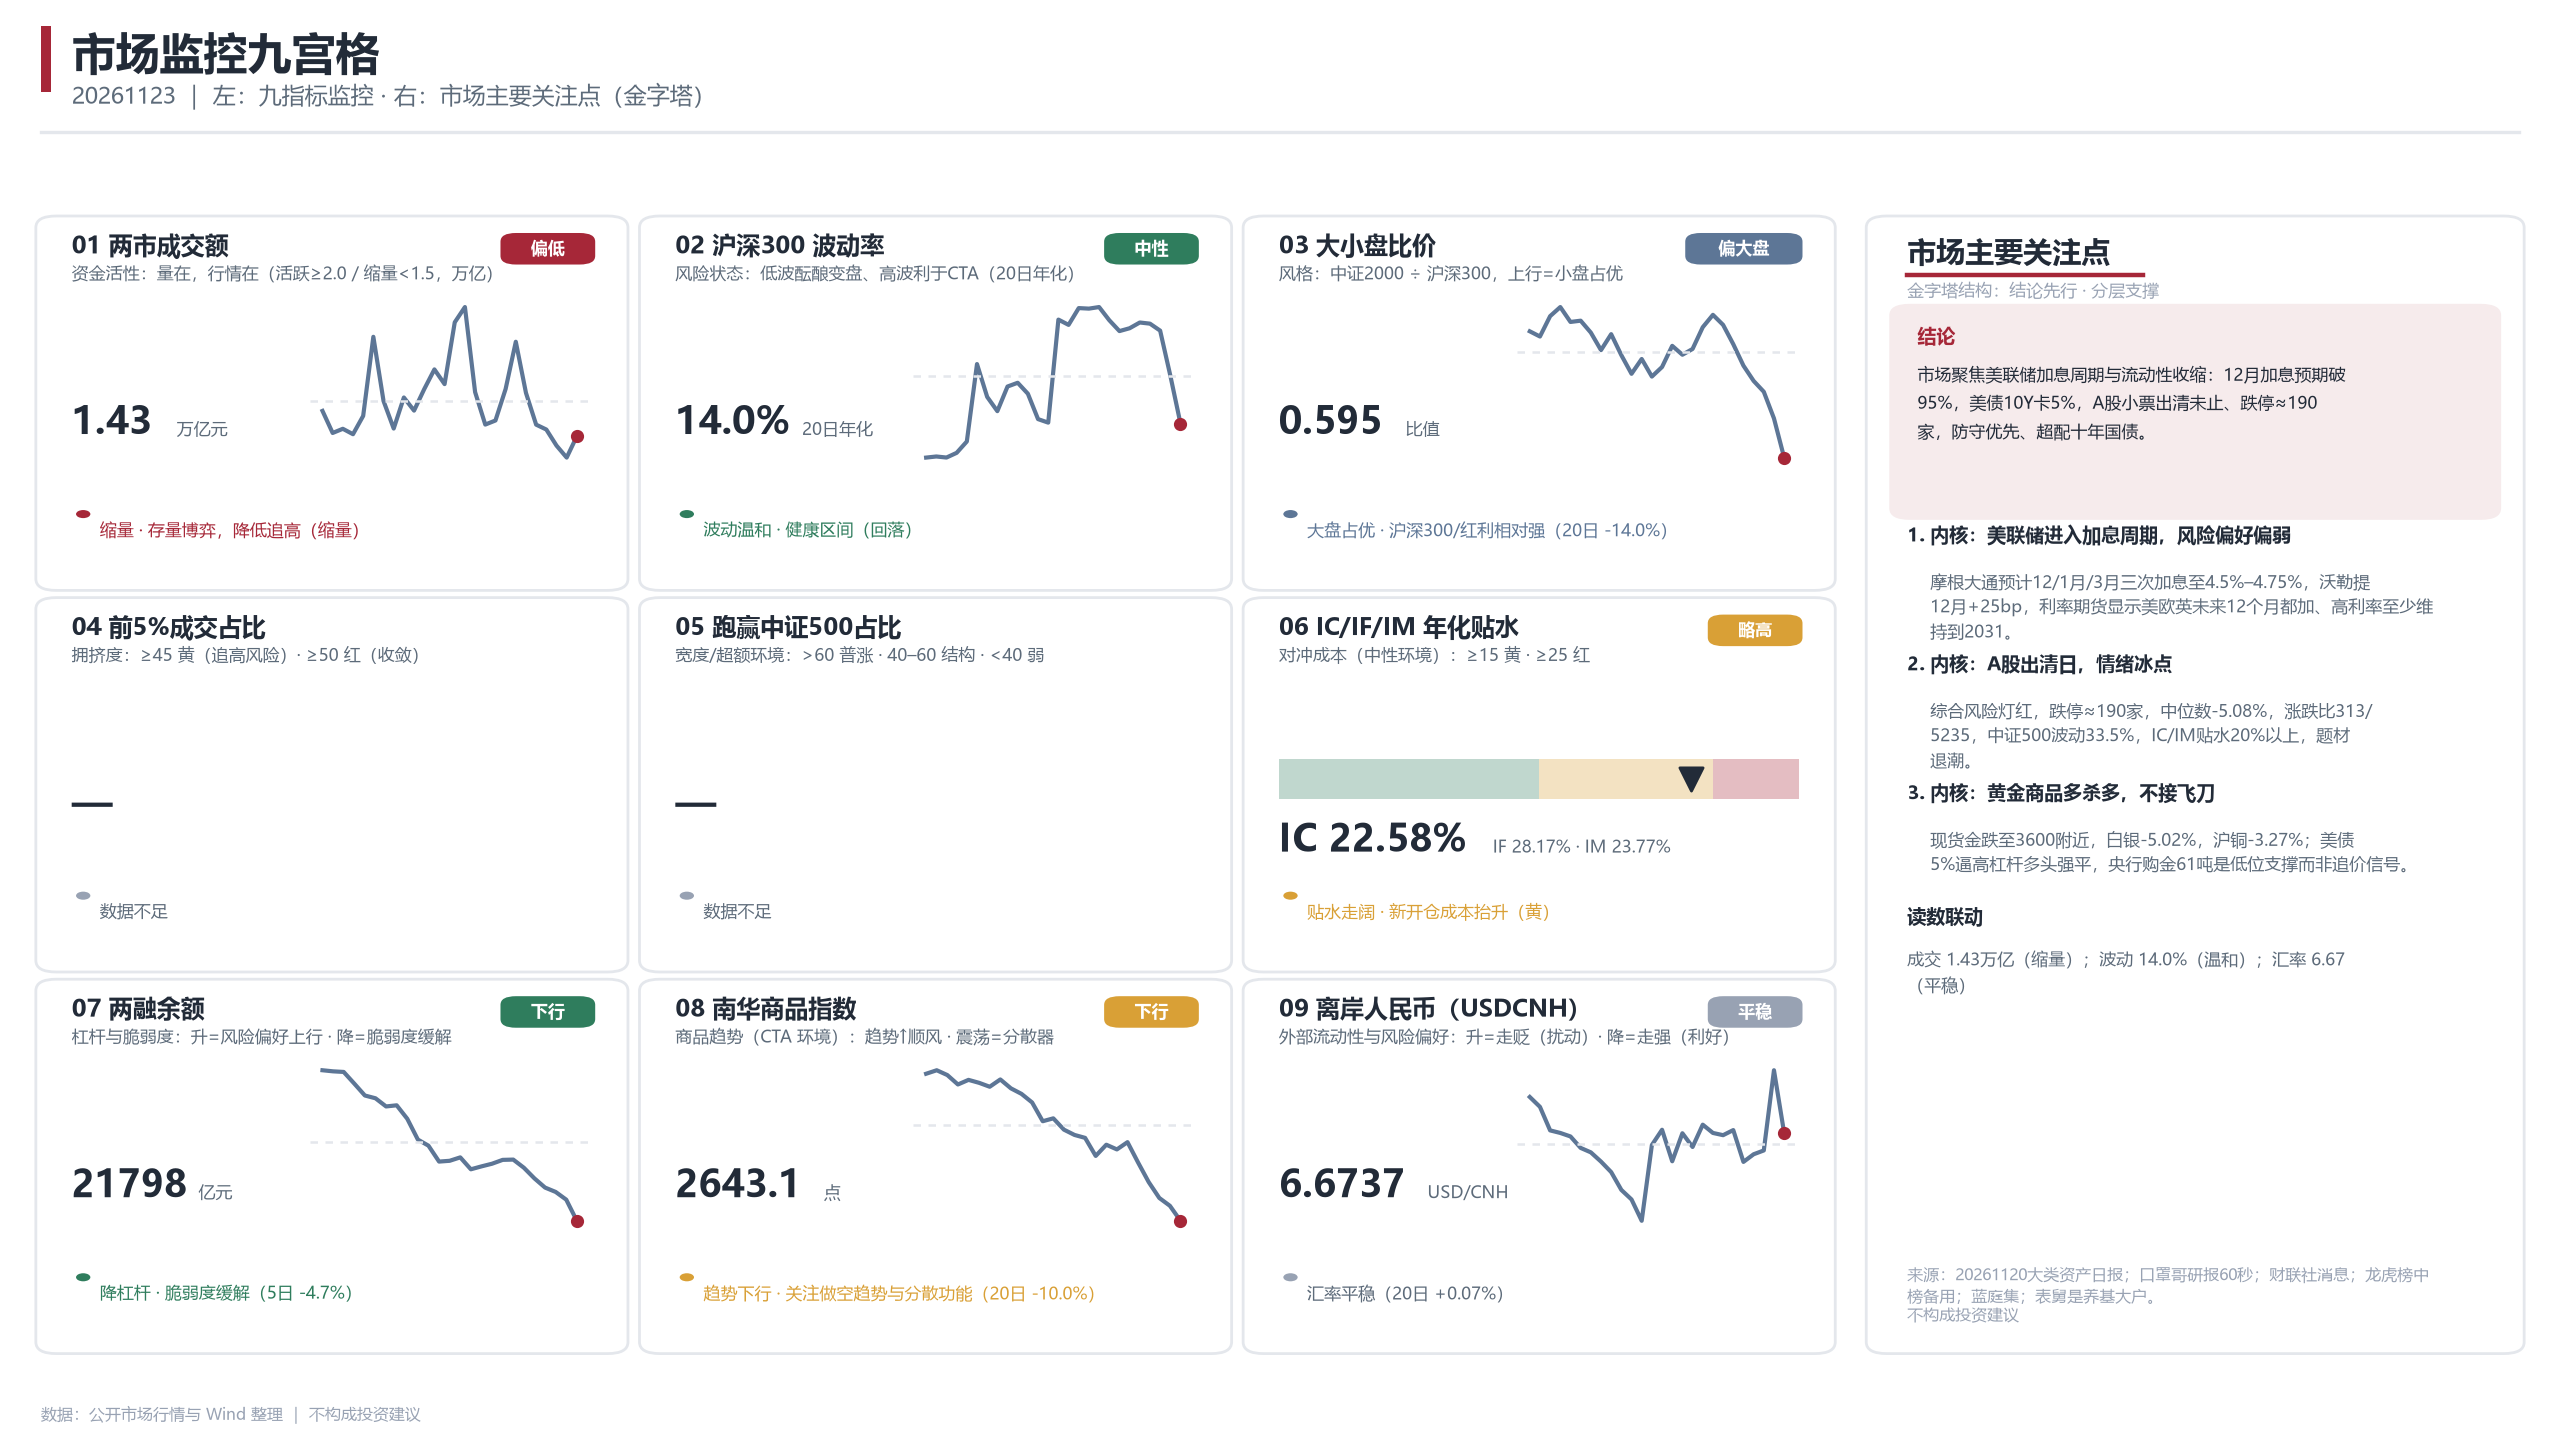 市场监控九宫格
20261123 ｜ 左：九指标监控 · 右：市场主要关注点（金字塔）
01 两市成交额
偏低
资金活性：量在，行情在（活跃≥2.0 / 缩量<1.5，万亿）
1.43 万亿元
缩量 · 存量博弈，降低追高（缩量）
02 沪深300 波动率
中性
风险状态：低波酝酿变盘、高波利于CTA（20日年化）
14.0% 20日年化
波动温和 · 健康区间（回落）
03 大小盘比价
偏大盘
风格：中证2000 ÷ 沪深300，上行=小盘占优
0.595 比值
大盘占优 · 沪深300/红利相对强（20日 -14.0%）
04 前5%成交占比
拥挤度：≥45 黄（追高风险）· ≥50 红（收敛）
—
数据不足
05 跑赢中证500占比
宽度/超额环境：>60 普涨 · 40–60 结构 · <40 弱
—
数据不足
06 IC/IF/IM 年化贴水
略高
对冲成本（中性环境）：≥15 黄 · ≥25 红
IC 22.58% IF 28.17% · IM 23.77%
贴水走阔 · 新开仓成本抬升（黄）
07 两融余额
下行
杠杆与脆弱度：升=风险偏好上行 · 降=脆弱度缓解
21798 亿元
降杠杆 · 脆弱度缓解（5日 -4.7%）
08 南华商品指数
下行
商品趋势（CTA 环境）：趋势↑顺风 · 震荡=分散器
2643.1 点
趋势下行 · 关注做空趋势与分散功能（20日 -10.0%）
09 离岸人民币（USDCNH）
平稳
外部流动性与风险偏好：升=走贬（扰动）· 降=走强（利好）
6.6737 USD/CNH
汇率平稳（20日 +0.07%）
市场主要关注点
金字塔结构：结论先行 · 分层支撑
结论
市场聚焦美联储加息周期与流动性收缩：12月加息预期破
95%，美债10Y卡5%，A股小票出清未止、跌停≈190
家，防守优先、超配十年国债。
1. 内核：美联储进入加息周期，风险偏好偏弱
摩根大通预计12/1月/3月三次加息至4.5%–4.75%，沃勒提
12月+25bp，利率期货显示美欧英未来12个月都加、高利率至少维
持到2031。
2. 内核：A股出清日，情绪冰点
综合风险灯红，跌停≈190家，中位数-5.08%，涨跌比313/
5235，中证500波动33.5%，IC/IM贴水20%以上，题材
退潮。
3. 内核：黄金商品多杀多，不接飞刀
现货金跌至3600附近，白银-5.02%，沪铜-3.27%；美债
5%逼高杠杆多头强平，央行购金61吨是低位支撑而非追价信号。
读数联动
成交 1.43万亿（缩量）；波动 14.0%（温和）；汇率 6.67
（平稳）
来源：20261120大类资产日报；口罩哥研报60秒；财联社消息；龙虎榜中
榜备用；蓝庭集；表舅是养基大户。
不构成投资建议
数据：公开市场行情与 Wind 整理 ｜ 不构成投资建议